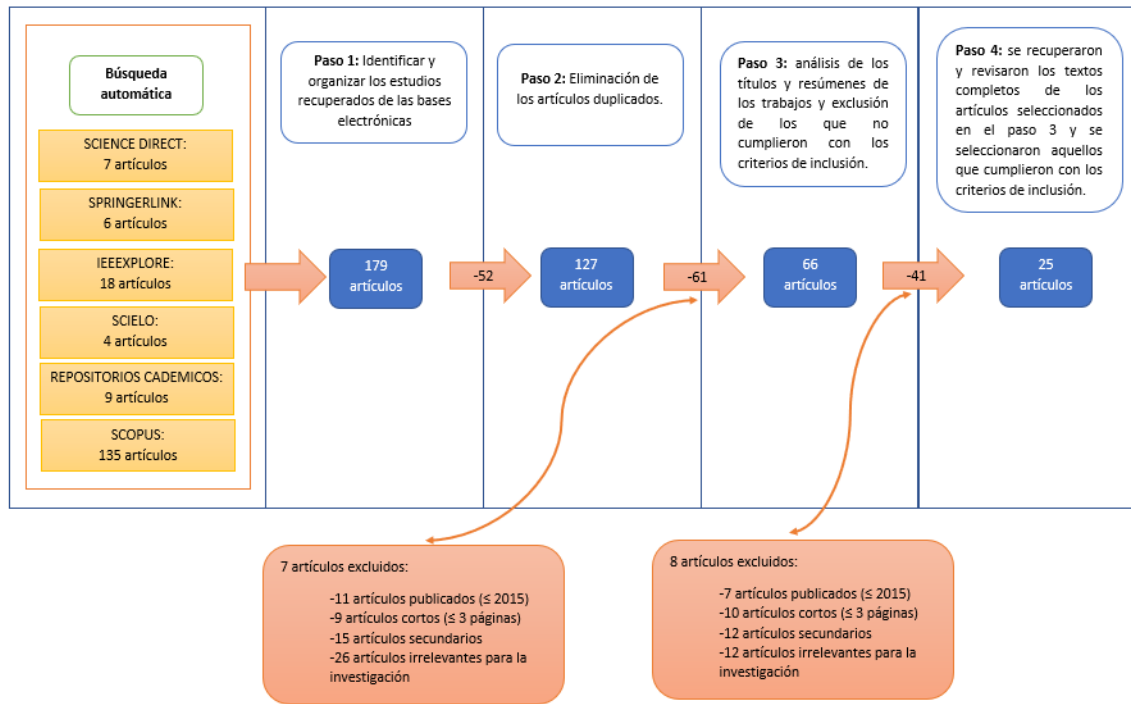 Búsqueda
automática
SCIENCE DIRECT:
7 artículos
SPRINGERLINK:
6 artículos
IEEEXPLORE:
18 artículos
SCIELO
4 artículos
REPOSITORIOS CADEMICOS:
9 artículos
SCOPUS:
135 artículos
Paso 1: Identificar y
organizar los estudios
recuperados de las bases
electrónicas
Paso 2: Eliminación de
los artículos duplicados.
Paso 3: análisis de los
títulos y resúmenes de
los trabajos y exclusión
de los que no
cumplieron con los
criterios de inclusión.
Paso 4: se recuperaron
y revisaron los textos
completos de los
artículos seleccionados
en el paso 3 y se
seleccionaron aquellos
que cumplieron con los
criterios de inclusión.
179
artículos
-52
127
artículos
-61
66
artículos
-41
25
artículos
7 artículos excluidos:
-11 artículos publicados (≤ 2015)
-9 artículos cortos (≤ 3 páginas)
-15 artículos secundarios
-26 artículos irrelevantes para la
investigación
8 artículos excluidos:
-7 artículos publicados (≤ 2015)
-10 artículos cortos (≤ 3 páginas)
-12 artículos secundarios
-12 artículos irrelevantes para la
investigación